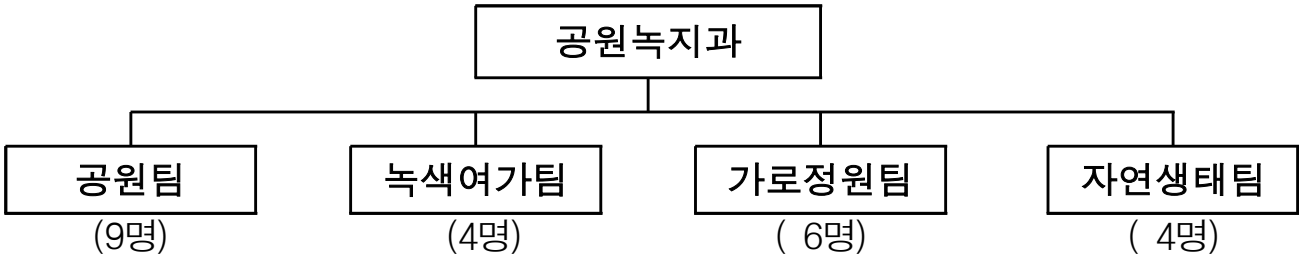 공원녹지과
공원팀 녹색여가팀 가로정원팀 자연생태팀
(9명) (4명) ( 6명) ( 4명)